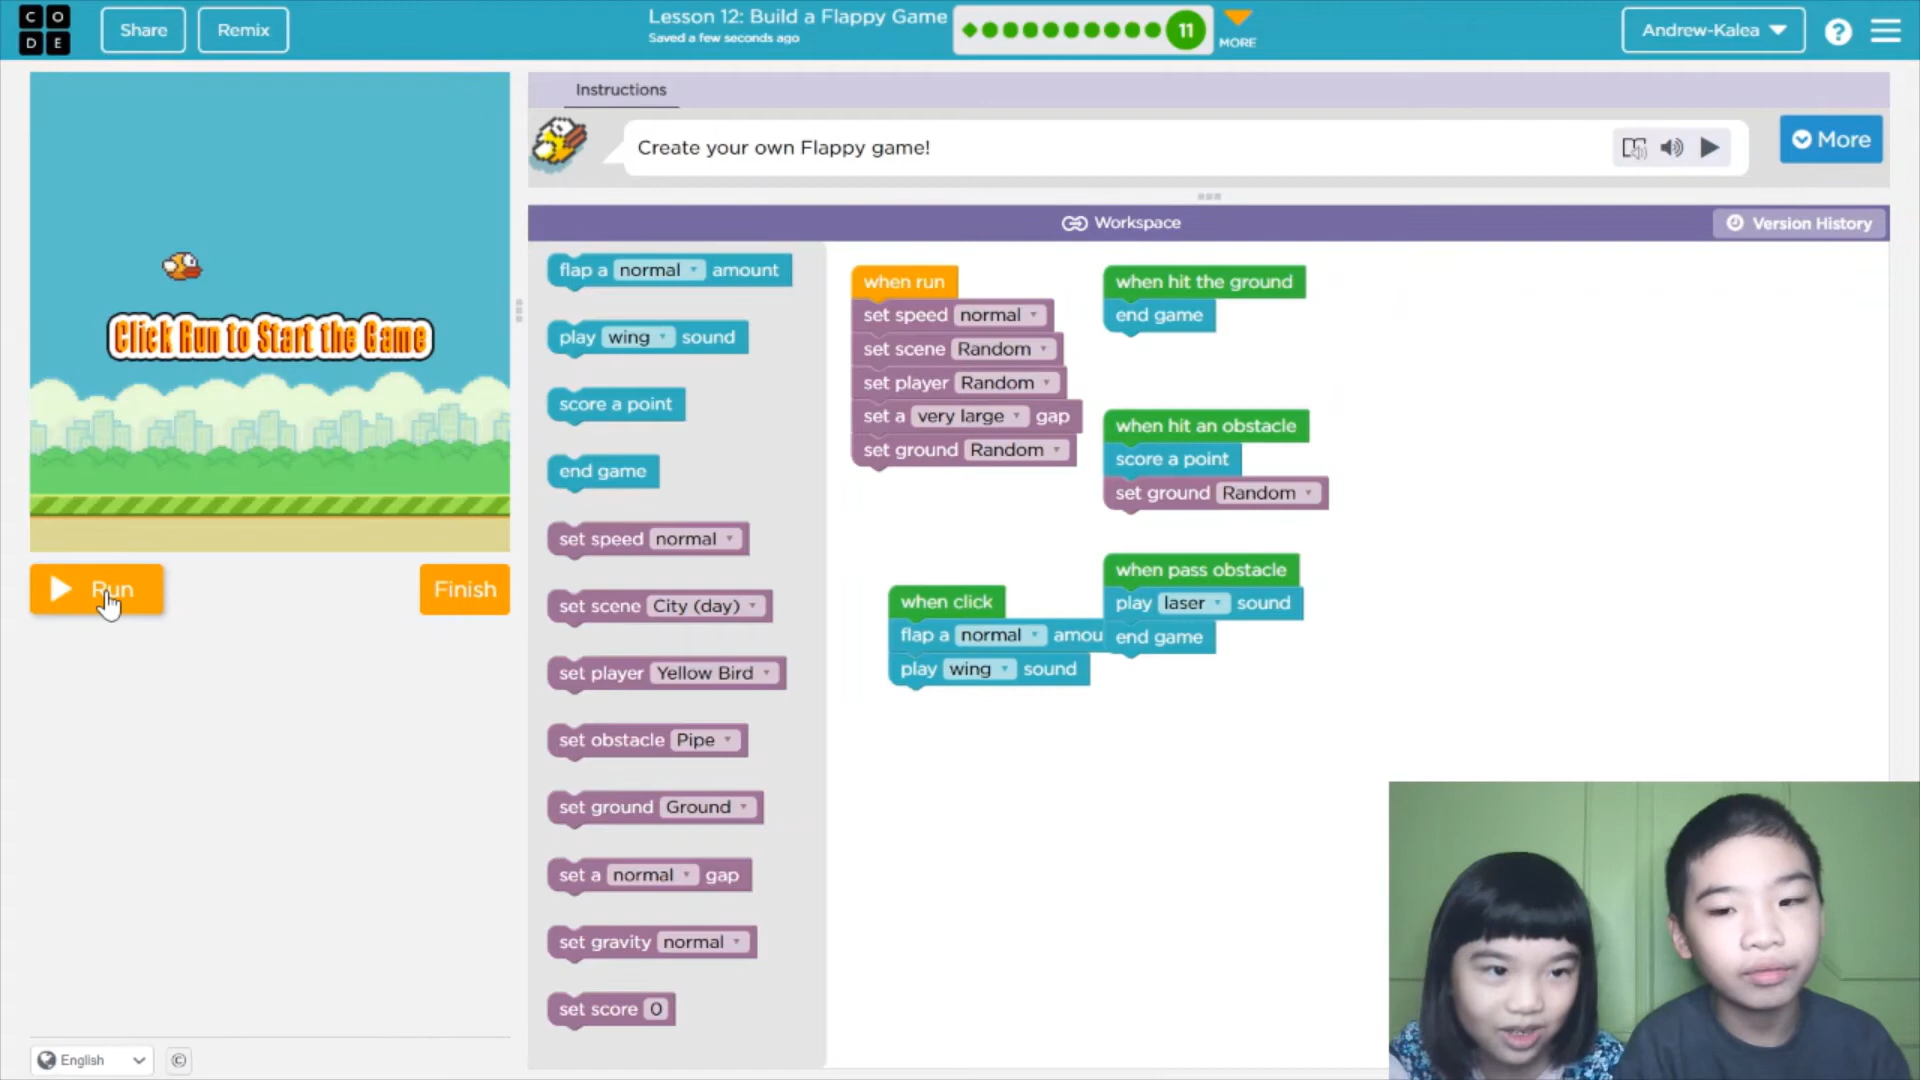 CODE
Share
Remix
Lesson 12: Build a Flappy Game
Saved a few seconds ago
11
MORE
Andrew-Kalea
?
Instructions
Create your own Flappy game!
More
Workspace
Version History
Click Run to Start the Game
Run
Finish
flap a normal amount
play wing sound
score a point
end game
set speed normal
set scene City (day)
set player Yellow Bird
set obstacle Pipe
set ground Ground
set a normal gap
set gravity normal
set score 0
when run
set speed normal
set scene Random
set player Random
set a very large gap
set ground Random
when click
flap a normal amou
play wing sound
when hit the ground
end game
when hit an obstacle
score a point
set ground Random
when pass obstacle
play laser sound
end game
English
©